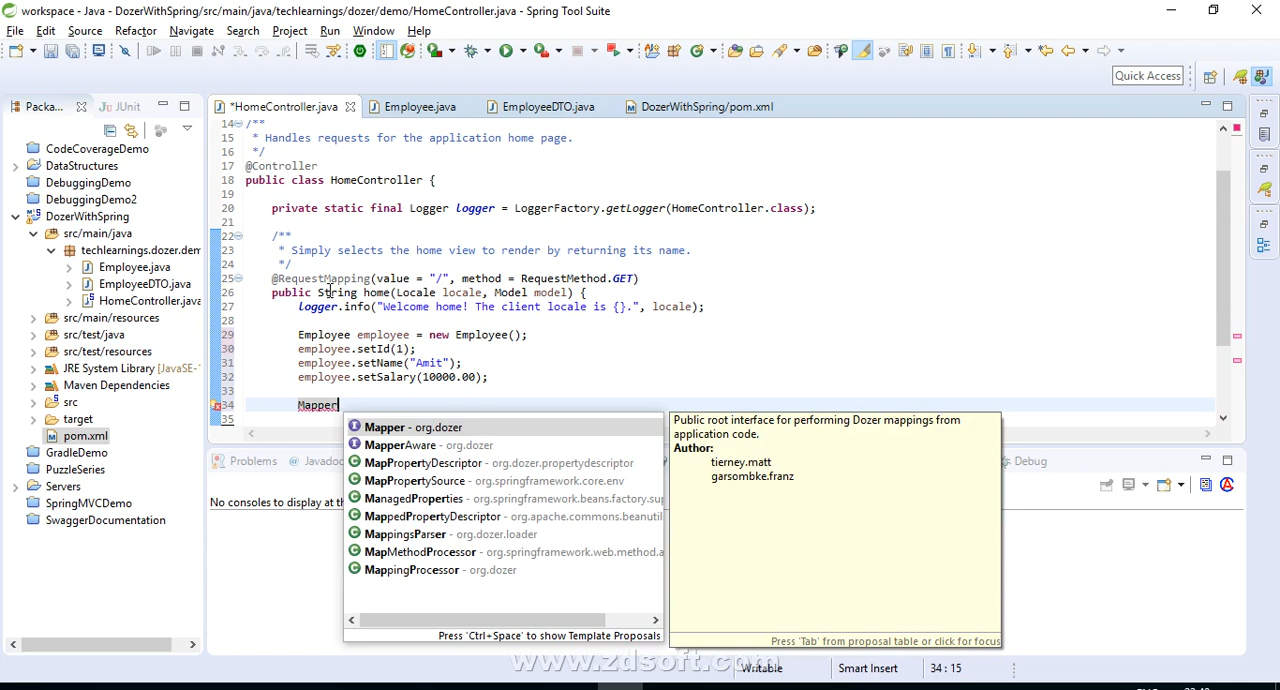 workspace - Java - DozerWithSpring/src/main/java/techlearnings/dozer/demo/HomeController.java - Spring Tool Suite
File Edit Source Refactor Navigate Search Project Run Window Help
Quick Access
Packa... JUnit
*HomeController.java Employee.java EmployeeDTO.java DozerWithSpring/pom.xml
CodeCoverageDemo
DataStructures
DebuggingDemo
DebuggingDemo2
DozerWithSpring
src/main/java
techlearnings.dozer.dem
Employee.java
EmployeeDTO.java
HomeController.java
src/main/resources
src/test/java
src/test/resources
JRE System Library [JavaSE-
Maven Dependencies
src
target
pom.xml
GradleDemo
PuzzleSeries
Servers
SpringMVCDemo
SwaggerDocumentation
14 /**
15 * Handles requests for the application home page.
16 */
17 @Controller
18 public class HomeController {
19
20 private static final Logger logger = LoggerFactory.getLogger(HomeController.class);
21
22 /**
23 * Simply selects the home view to render by returning its name.
24 */
25 @RequestMapping(value = "/", method = RequestMethod.GET)
26 public String home(Locale locale, Model model) {
27 logger.info("Welcome home! The client locale is {}.", locale);
28
29 Employee employee = new Employee();
30 employee.setId(1);
31 employee.setName("Amit");
32 employee.setSalary(10000.00);
33
34 Mapper
35
Mapper - org.dozer
MapperAware - org.dozer
MapPropertyDescriptor - org.dozer.propertydescriptor
MapPropertySource - org.springframework.core.env
ManagedProperties - org.springframework.beans.factory.sup
MappedPropertyDescriptor - org.apache.commons.beanutil
MappingsParser - org.dozer.loader
MapMethodProcessor - org.springframework.web.method.a
MappingProcessor - org.dozer
Press 'Ctrl+Space' to show Template Proposals
Public root interface for performing Dozer mappings from
application code.
Author:
tierney.matt
garsombke.franz
Press 'Tab' from proposal table or click for focus
Problems @ Javadoc
Debug
No consoles to display at th
www.zdsoft.com
Writable Smart Insert 34 : 15